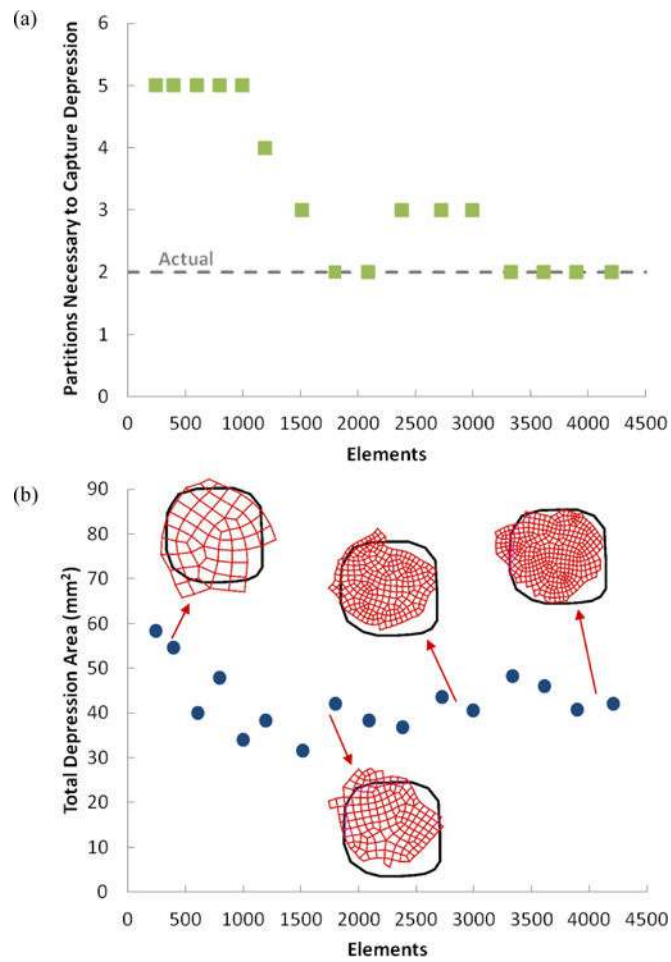 (a)
Partitions Necessary to Capture Depression
6
5
4
3
2
1
0
Actual
0 500 1000 1500 2000 2500 3000 3500 4000 4500
Elements
(b)
Total Depression Area (mm²)
90
80
70
60
50
40
30
20
10
0
0 500 1000 1500 2000 2500 3000 3500 4000 4500
Elements